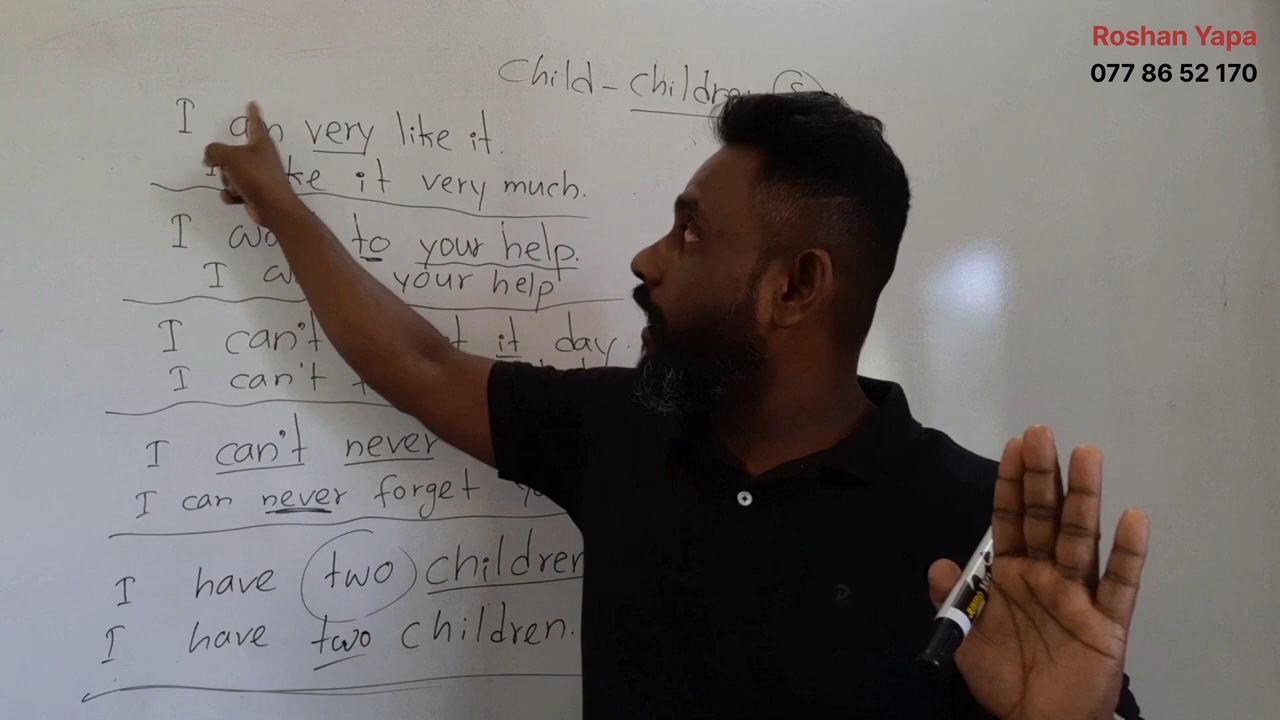 Roshan Yapa
077 86 52 170
Child - children (s)
I am very like it.
I like it very much.
I to your help.
I your help
I can't it day.
I can't
I can't never
I can never forget
I have two children
I have two children.